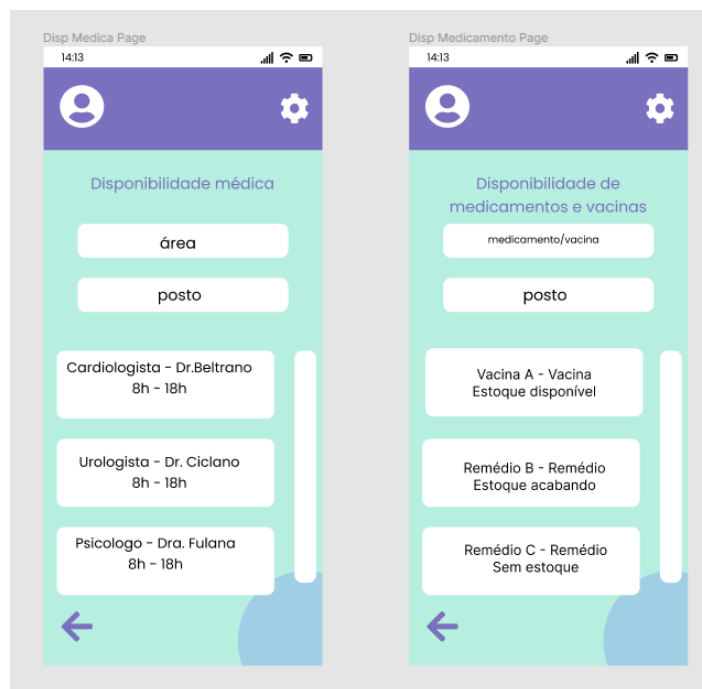 Disp Medica Page
14:13
Disponibilidade médica
área
posto
Cardiologista - Dr.Beltrano
8h - 18h
Urologista - Dr. Ciclano
8h - 18h
Psicologo - Dra. Fulana
8h - 18h
Disp Medicamento Page
14:13
Disponibilidade de
medicamentos e vacinas
medicamento/vacina
posto
Vacina A - Vacina
Estoque disponível
Remédio B - Remédio
Estoque acabando
Remédio C - Remédio
Sem estoque